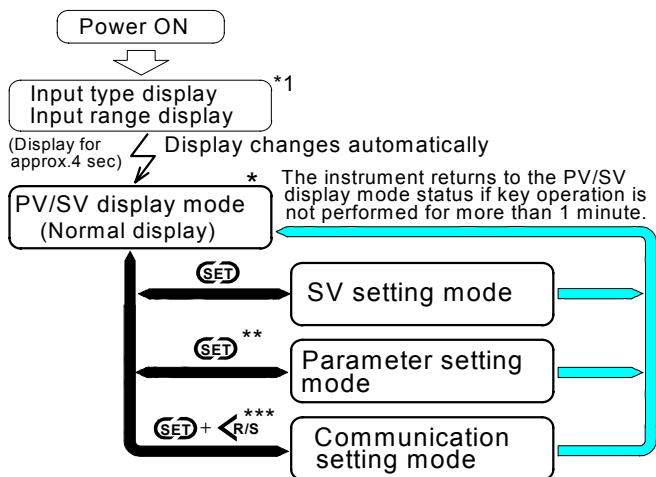 Power ON
Input type display *1
Input range display
(Display for
approx.4 sec)
Display changes automatically
PV/SV display mode *
(Normal display)
The instrument returns to the PV/SV
display mode status if key operation is
not performed for more than 1 minute.
SET
SV setting mode
SET **
Parameter setting
mode
SET + <R/S ***
Communication
setting mode